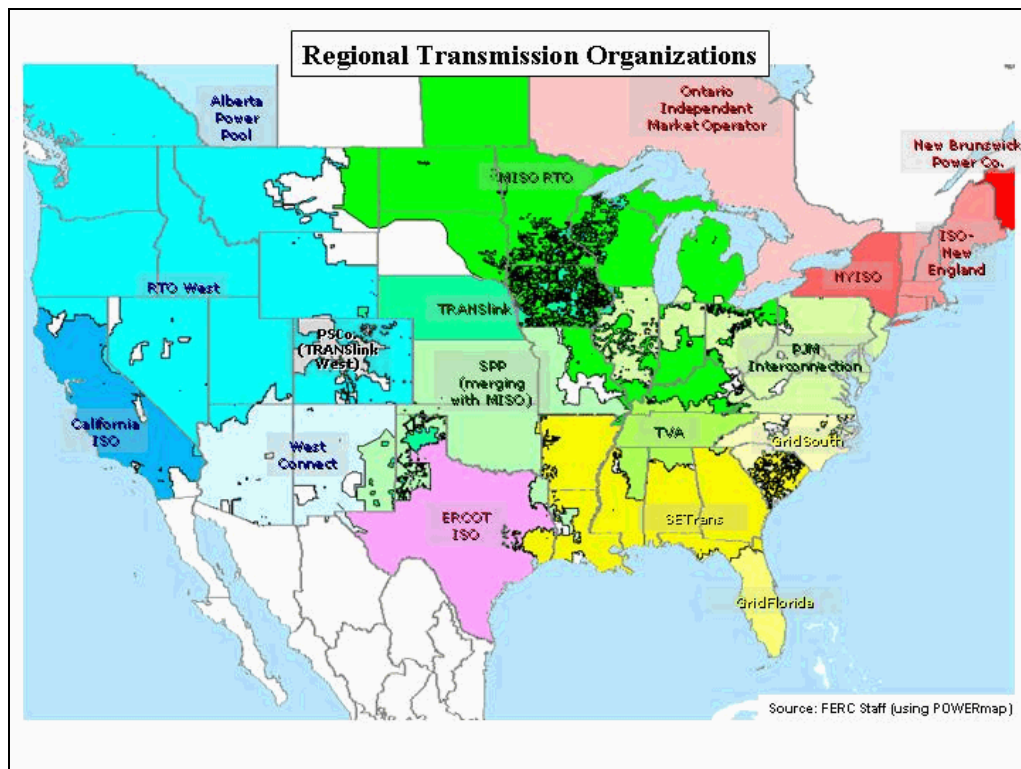 Regional Transmission Organizations
Alberta
Power
Pool
Ontario
Independent
Market Operator
New Brunswick
Power Co.
MISO RTO
ISO-
New
England
NYISO
RTO West
TRANSlink
PSCo.
(TRANSlink
West)
SPP
(merging
with MISO)
PJM
Interconnection
California
ISO
West
Connect
TVA
GridSouth
ERCOT
ISO
SETrans
GridFlorida
Source: FERC Staff (using POWERmap)